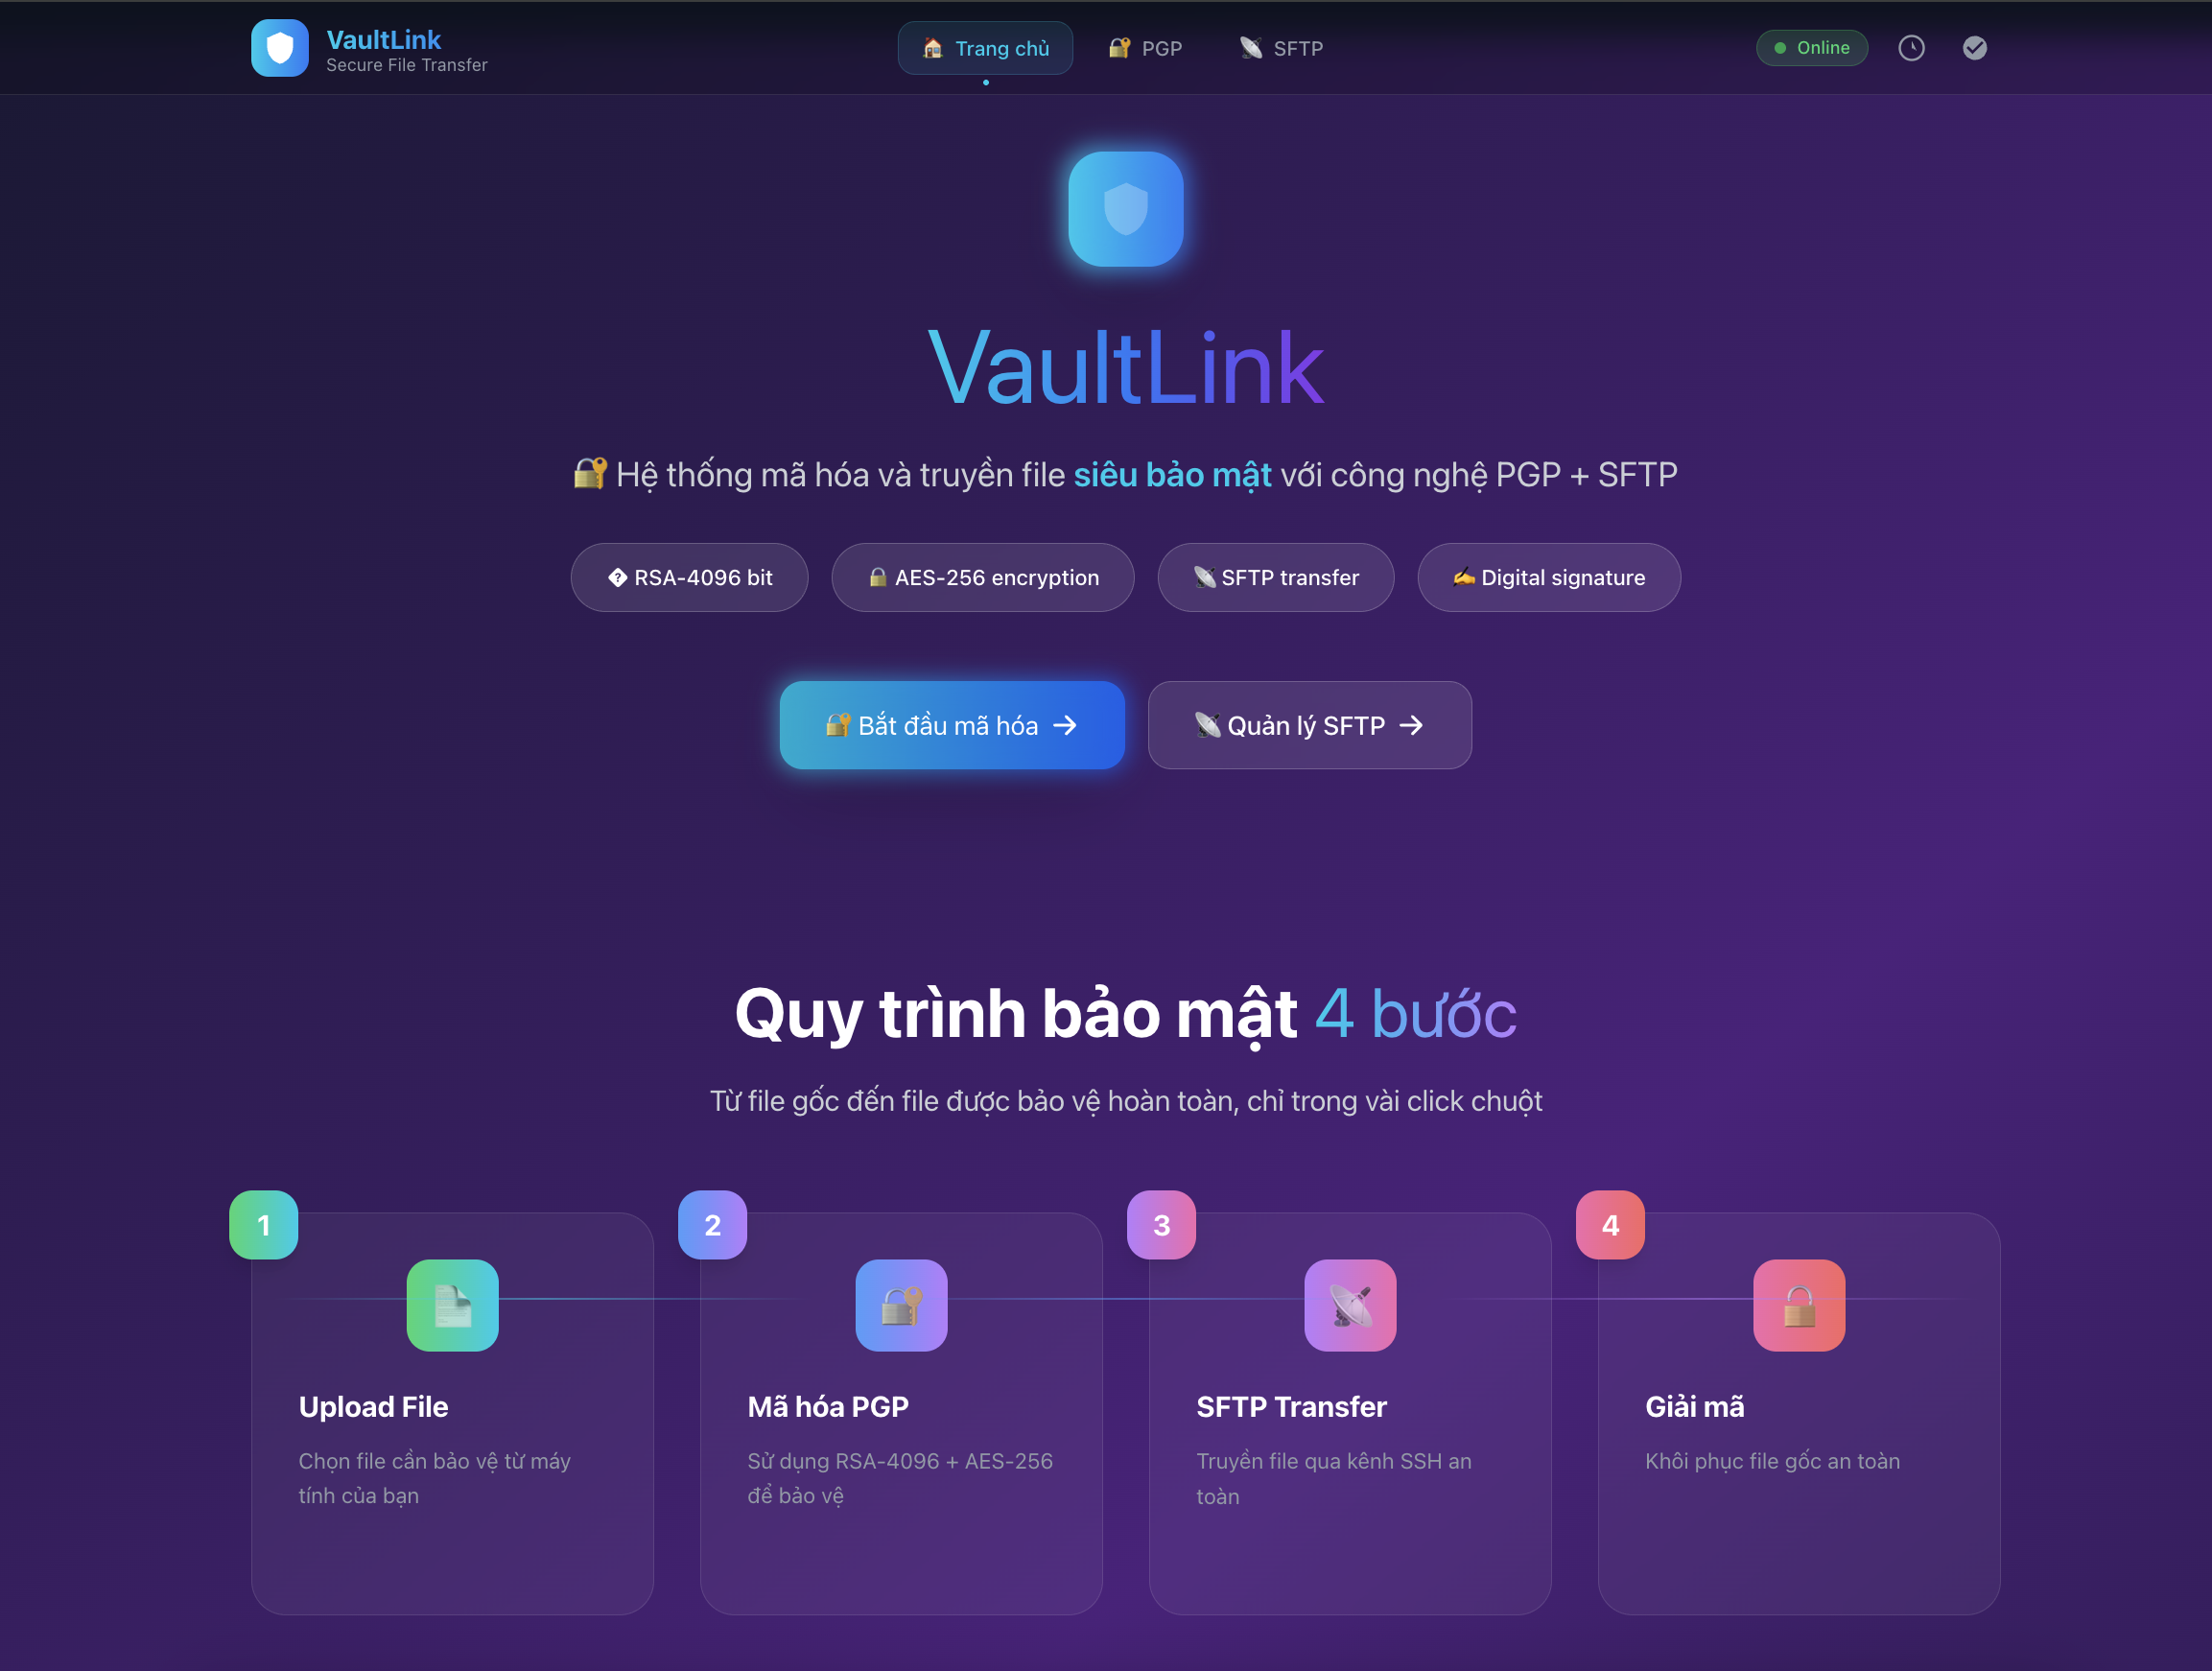 VaultLink
Secure File Transfer
Trang chủ
PGP
SFTP
Online
VaultLink
Hệ thống mã hóa và truyền file siêu bảo mật với công nghệ PGP + SFTP
RSA-4096 bit
AES-256 encryption
SFTP transfer
Digital signature
Bắt đầu mã hóa →
Quản lý SFTP →
Quy trình bảo mật 4 bước
Từ file gốc đến file được bảo vệ hoàn toàn, chỉ trong vài click chuột
1
Upload File
Chọn file cần bảo vệ từ máy
tính của bạn
2
Mã hóa PGP
Sử dụng RSA-4096 + AES-256
để bảo vệ
3
SFTP Transfer
Truyền file qua kênh SSH an
toàn
4
Giải mã
Khôi phục file gốc an toàn